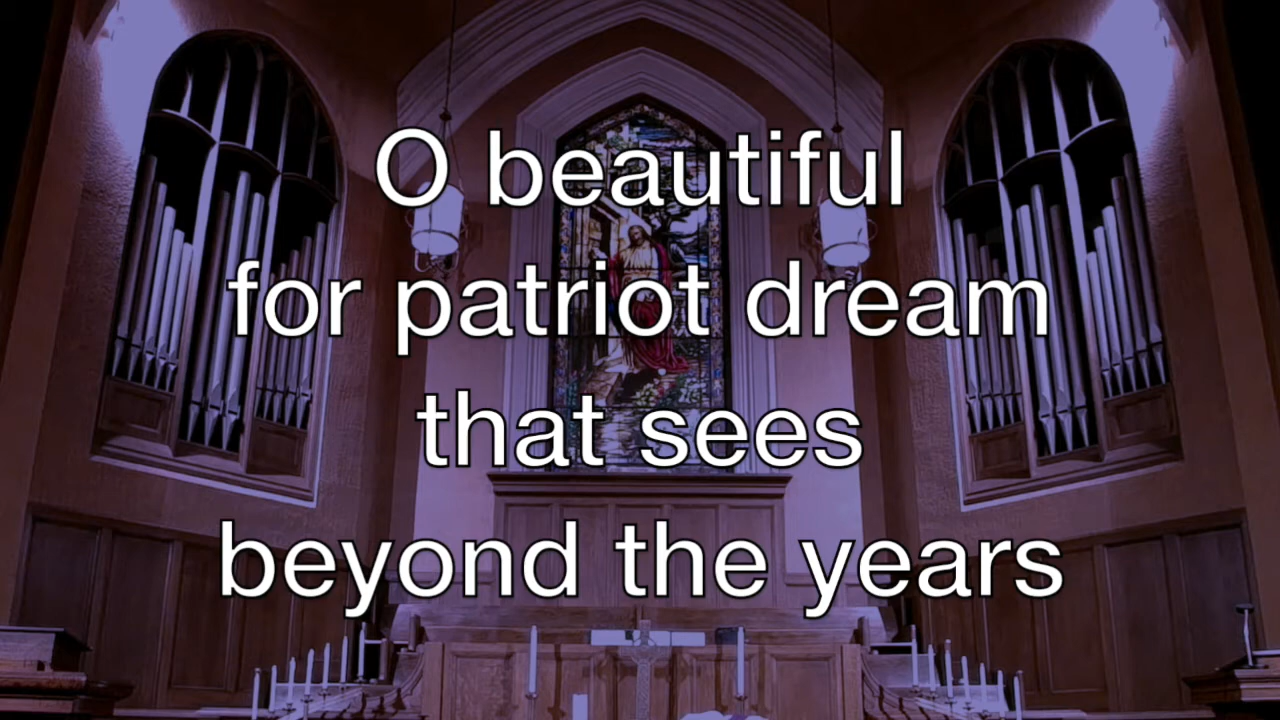 O beautiful
for patriot dream
that sees
beyond the years